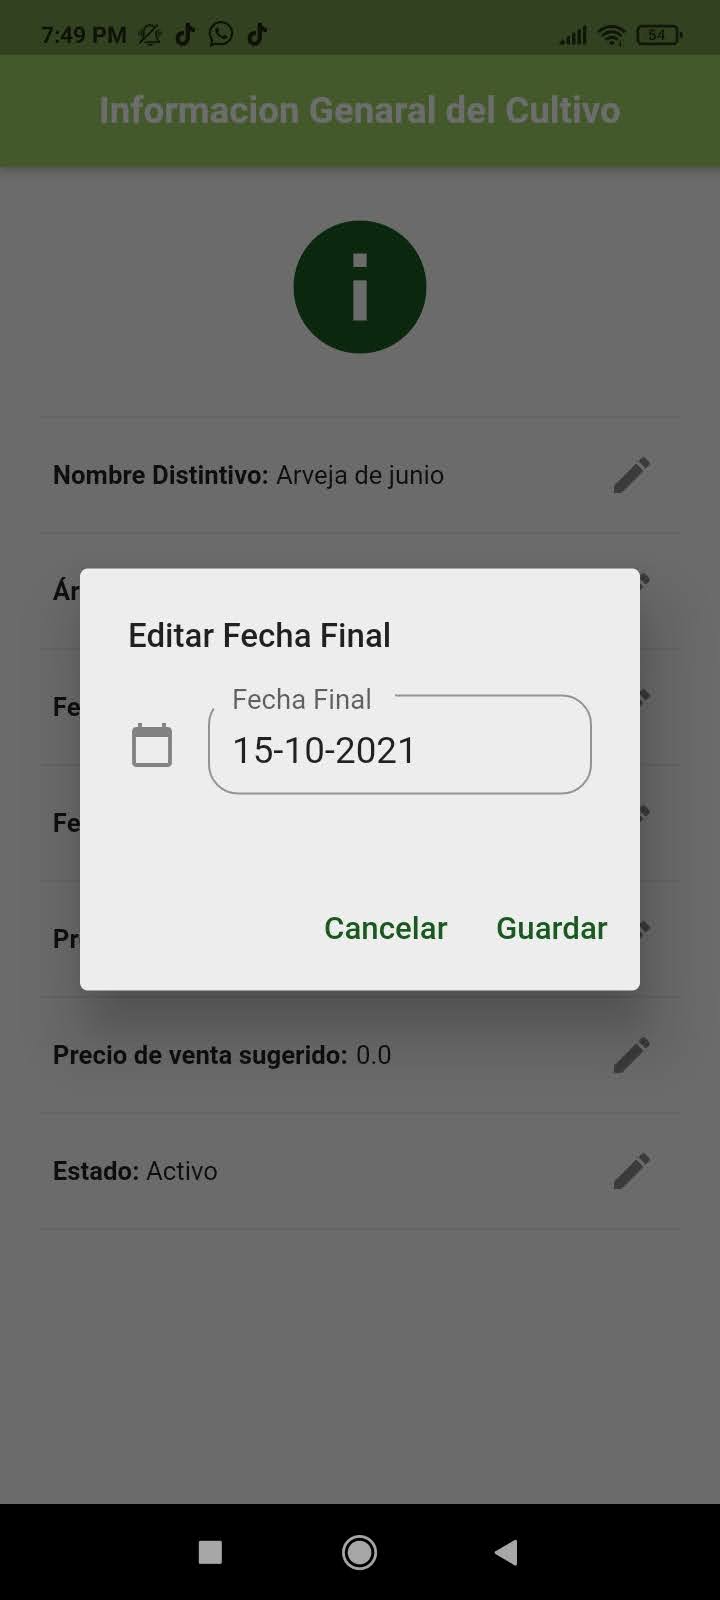 7:49 PM
54
Informacion Genaral del Cultivo
Nombre Distintivo: Arveja de junio
Ár
Fe
Fe
Pr
Editar Fecha Final
Fecha Final
15-10-2021
Cancelar Guardar
Precio de venta sugerido: 0.0
Estado: Activo